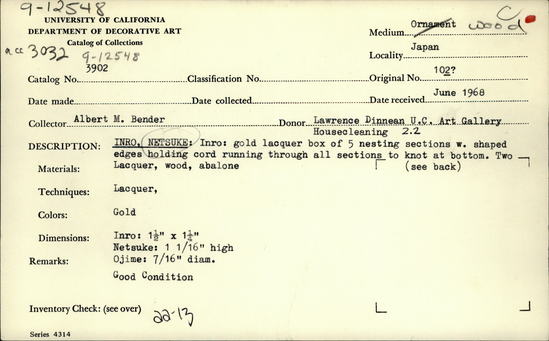 9-12548
C
UNIVERSITY OF CALIFORNIA
DEPARTMENT OF DECORATIVE ART
Catalog of Collections
Medium Ornament wood
acc 3032 9-12548
Locality Japan
3902
Catalog No. Classification No. Original No. 102?
Date made Date collected Date received June 1968
Collector Albert M. Bender Donor Lawrence Dinnean U.C. Art Gallery
Housecleaning 2.2
DESCRIPTION: INRO, NETSUKE: Inro: gold lacquer box of 5 nesting sections w. shaped
edges holding cord running through all sections to knot at bottom. Two
Materials: Lacquer, wood, abalone (see back)
Techniques: Lacquer,
Colors: Gold
Dimensions: Inro: 1½" x 1¼"
Netsuke: 1 1/16" high
Remarks: Ojime: 7/16" diam.
Good Condition
Inventory Check: (see over) 22-13
Series 4314